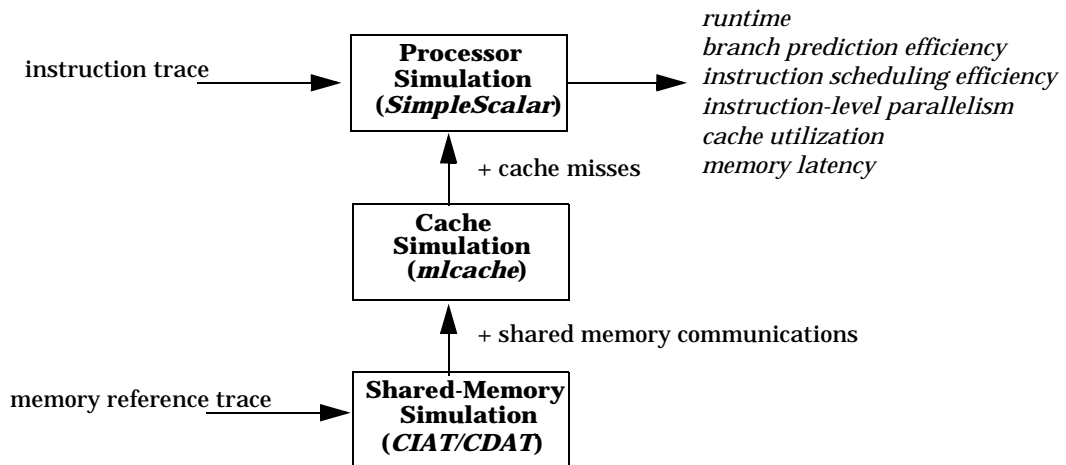 instruction trace
Processor
Simulation
(SimpleScalar)
runtime
branch prediction efficiency
instruction scheduling efficiency
instruction-level parallelism
cache utilization
memory latency
+ cache misses
Cache
Simulation
(mlcache)
+ shared memory communications
memory reference trace
Shared-Memory
Simulation
(CIAT/CDAT)